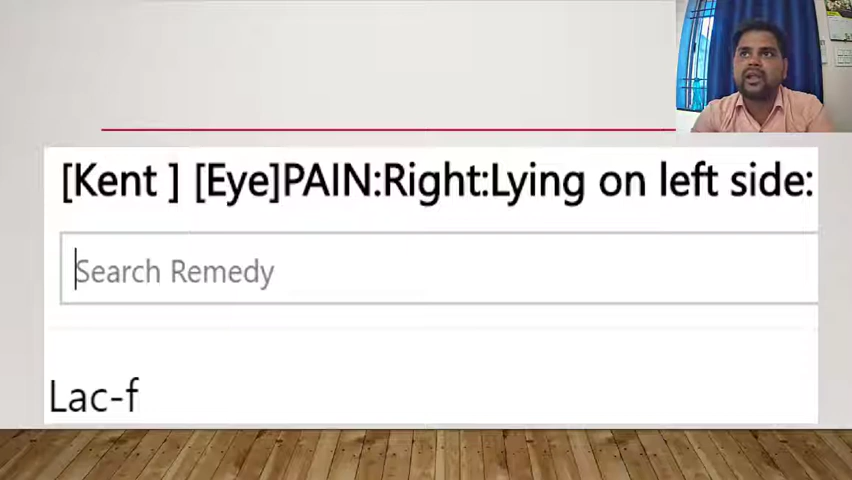 [Kent ] [Eye]PAIN:Right:Lying on left side:
Search Remedy
Lac-f